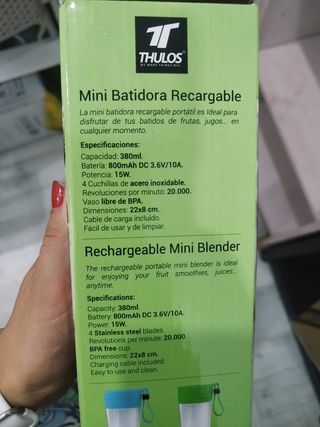 THULOS
WE MAKE THINGS BIG
Mini Batidora Recargable
La mini batidora recargable portátil es ideal para
disfrutar de tus batidos de frutas, jugos... en
cualquier momento.
Especificaciones:
Capacidad: 380ml.
Batería: 800mAh DC 3.6V/10A.
Potencia: 15W.
4 Cuchillas de acero inoxidable.
Revoluciones por minuto: 20.000.
Vaso libre de BPA.
Dimensiones: 22x8 cm.
Cable de carga incluido.
Fácil de usar y de limpiar.
Rechargeable Mini Blender
The rechargeable portable mini blender is ideal
for enjoying your fruit smoothies, juices...
anytime.
Specifications:
Capacity: 380ml.
Battery: 800mAh DC 3.6V/10A.
Power: 15W.
4 Stainless steel blades.
Revolutions per minute: 20.000.
BPA free cup.
Dimensions: 22x8 cm.
Charging cable included.
Easy to use and clean.